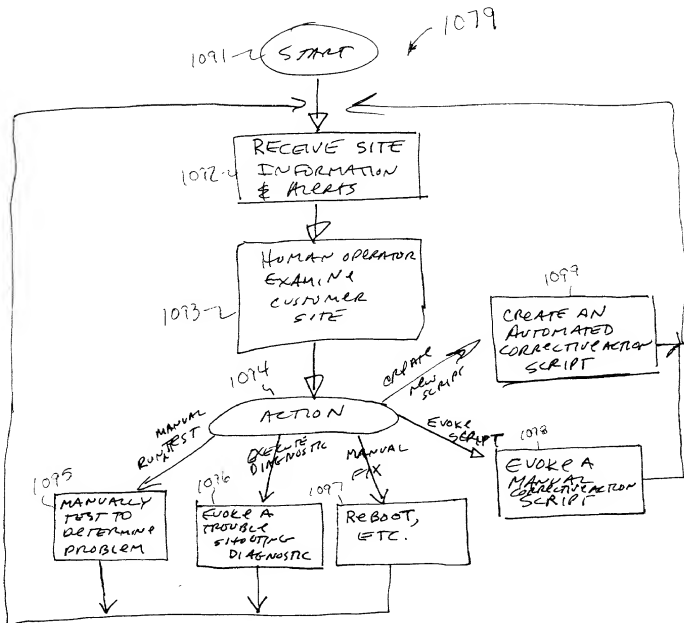 1079
1091
START
1092
RECEIVE SITE
INFORMATION
& ALERTS
1093
HUMAN OPERATOR
EXAMINE
CUSTOMER
SITE
1099
CREATE AN
AUTOMATED
CORRECTIVE ACTION
SCRIPT
1094
ACTION
CREATE
NEW SCRIPT
EVOKE
SCRIPT
1098
EVOKE A
MANUAL
CORRECTIVE ACTION
SCRIPT
MANUAL
RUN TEST
EXECUTE
DIAGNOSTIC
MANUAL
FIX
1095
MANUALLY
TEST TO
DETERMINE
PROBLEM
1096
EVOKE A
TROUBLE
SHOOTING
DIAGNOSTIC
1097
REBOOT,
ETC.